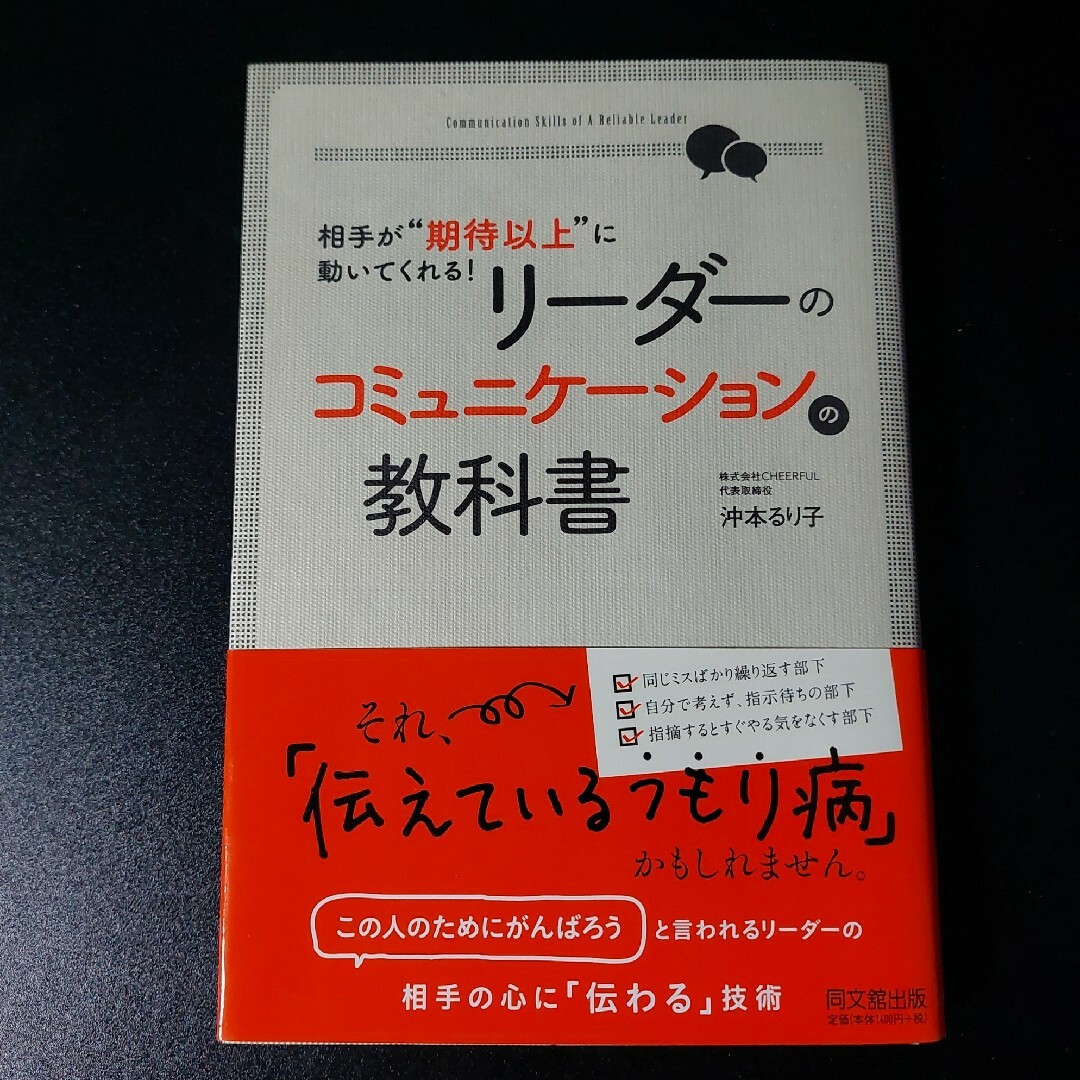 Communication Skills of A Reliable Leader
相手が“期待以上”に
動いてくれる!
リーダーの
コミュニケーションの
教科書
株式会社CHEERFUL
代表取締役
沖本るり子
同じミスばかり繰り返す部下
自分で考えず、指示待ちの部下
指摘するとすぐやる気をなくす部下
それ、
「伝えているつもり病」
かもしれません。
この人のためにがんばろう と言われるリーダーの
相手の心に「伝わる」技術
同文舘出版
定価(本体1,400円+税)